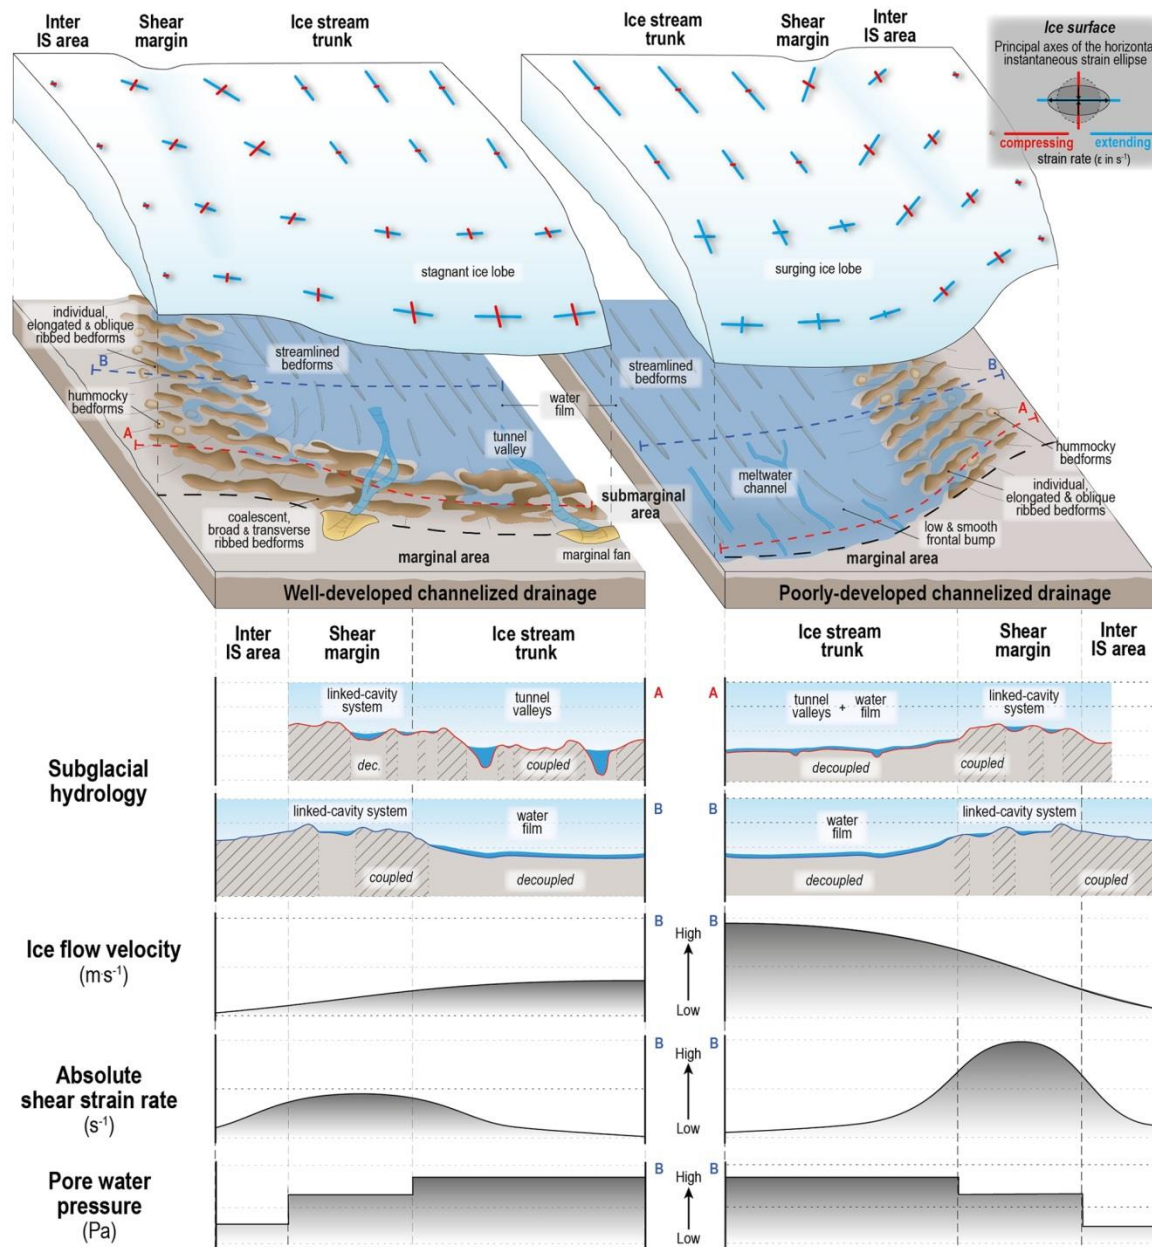 Inter
IS area
Shear
margin
Ice stream
trunk
Ice stream
trunk
Shear
margin
Inter
IS area
Ice surface
Principal axes of the horizonta
instantaneous strain ellipse
compressing
extending
strain rate (ε in s⁻¹)
stagnant ice lobe
surging ice lobe
individual,
elongated & oblique
ribbed bedforms
B
hummocky
bedforms
A
streamlined
bedforms
water
film
tunnel
valley
submarginal
area
coalescent,
broad & transverse
ribbed bedforms
marginal area
marginal fan
Well-developed channelized drainage
streamlined
bedforms
B
A
hummocky
bedforms
meltwater
channel
individual,
elongated & oblique
ribbed bedforms
low & smooth
frontal bump
marginal area
Poorly-developed channelized drainage
Inter
IS area
Shear
margin
Ice stream
trunk
Ice stream
trunk
Shear
margin
Inter
IS area
Subglacial
hydrology
linked-cavity
system
tunnel
valleys
dec.
coupled
A
A
tunnel
valleys + water
film
linked-cavity
system
decoupled
coupled
linked-cavity system
water
film
coupled
decoupled
B
B
water
film
linked-cavity system
decoupled
coupled
Ice flow velocity
(m·s⁻¹)
B
B
High
Low
Absolute
shear strain rate
(s⁻¹)
B
B
High
Low
Pore water
pressure
(Pa)
B
B
High
Low